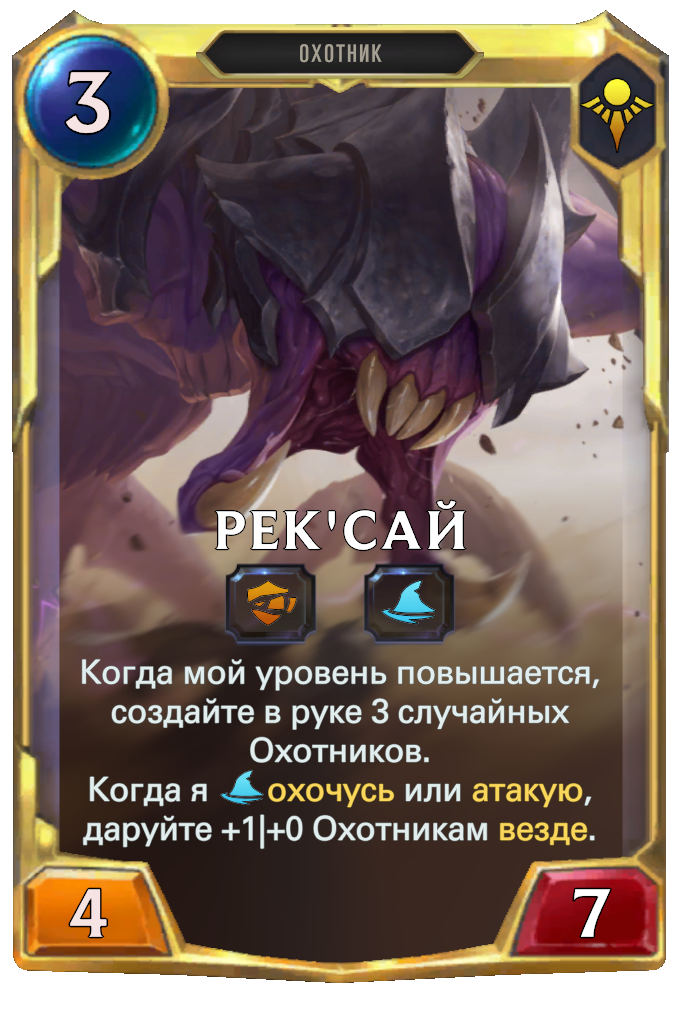 ОХОТНИК
3
РЕК'САЙ
Когда мой уровень повышается,
создайте в руке 3 случайных
Охотников.
Когда я охочусь или атакую,
даруйте +1|+0 Охотникам везде.
4
7